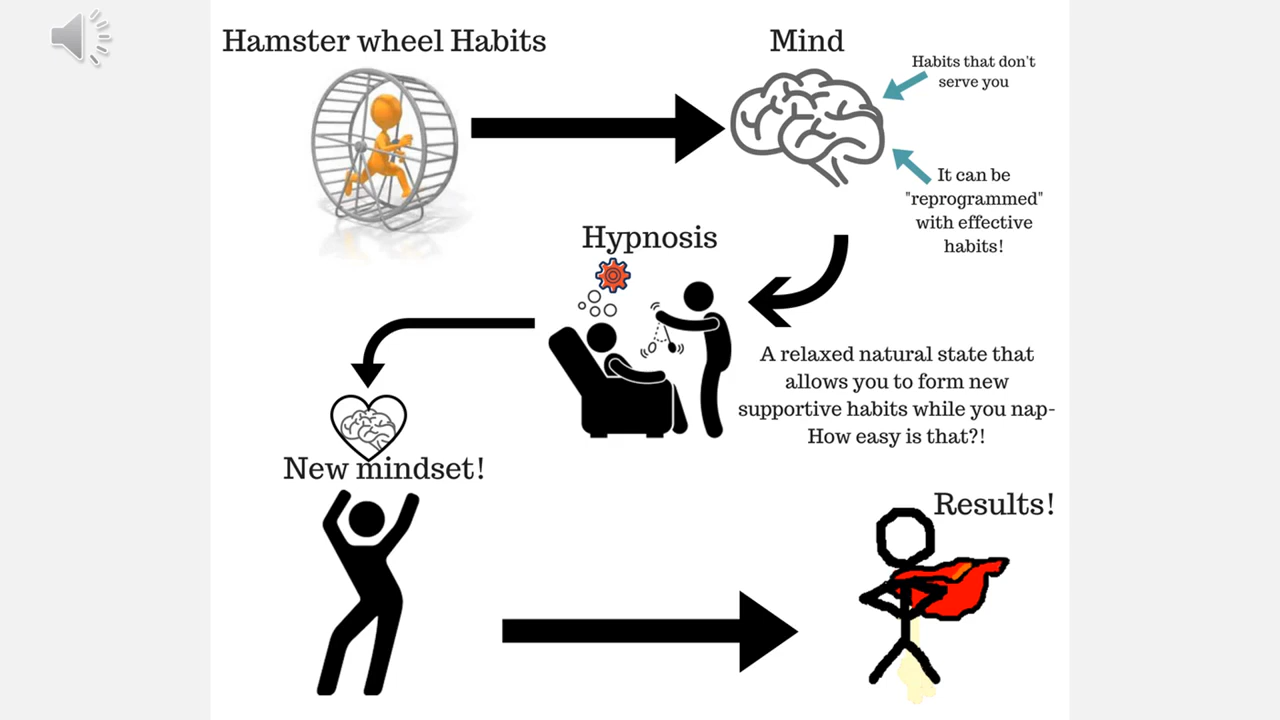 Hamster wheel Habits
Mind
Habits that don't
serve you
It can be
"reprogrammed"
with effective
habits!
Hypnosis
A relaxed natural state that
allows you to form new
supportive habits while you nap-
How easy is that?!
New mindset!
Results!